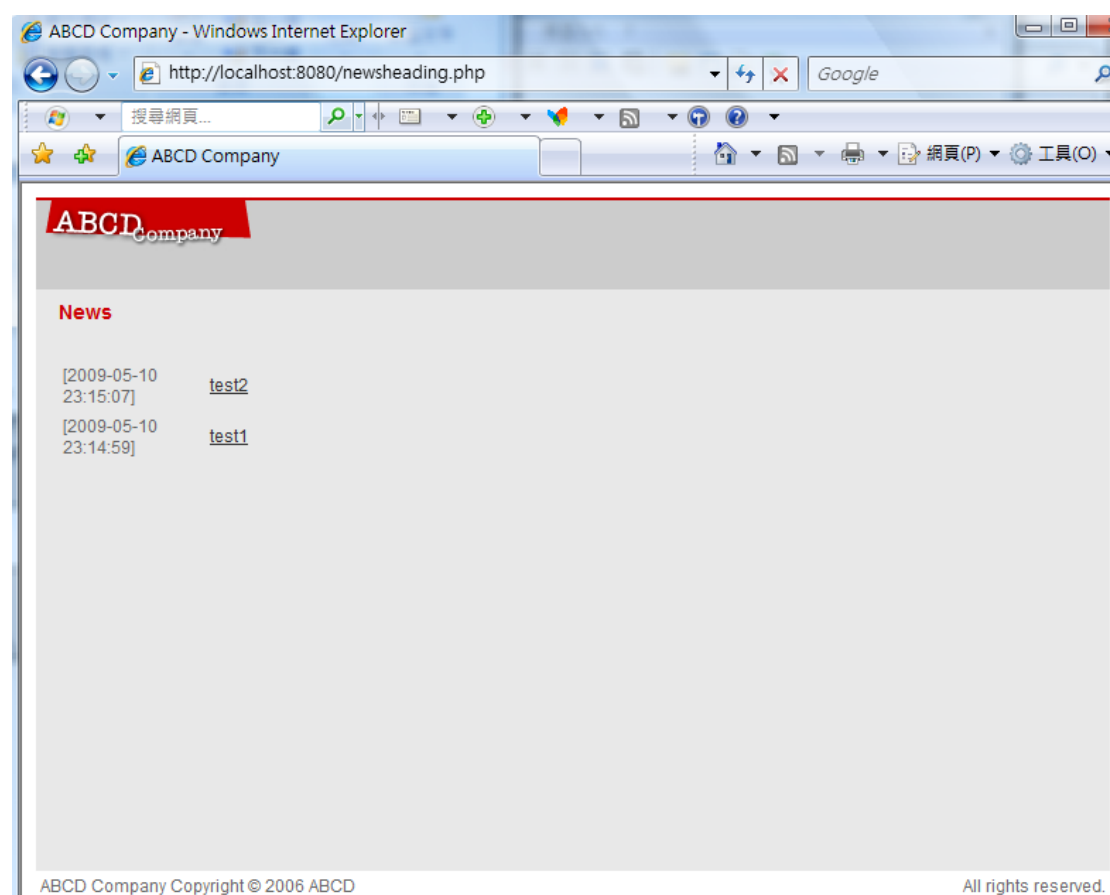 ABCD Company - Windows Internet Explorer
http://localhost:8080/newsheading.php
Google
搜尋網頁...
ABCD Company
網頁(P)
工具(O)
ABCD Company
News
[2009-05-10
23:15:07]
test2
[2009-05-10
23:14:59]
test1
ABCD Company Copyright © 2006 ABCD
All rights reserved.